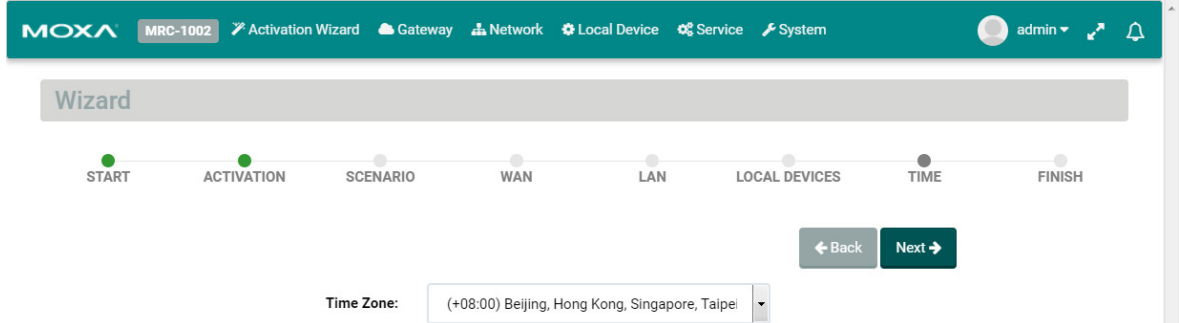 MOXA MRC-1002 Activation Wizard Gateway Network Local Device Service System admin
Wizard
START ACTIVATION SCENARIO WAN LAN LOCAL DEVICES TIME FINISH
Back Next
Time Zone: (+08:00) Beijing, Hong Kong, Singapore, Taipei